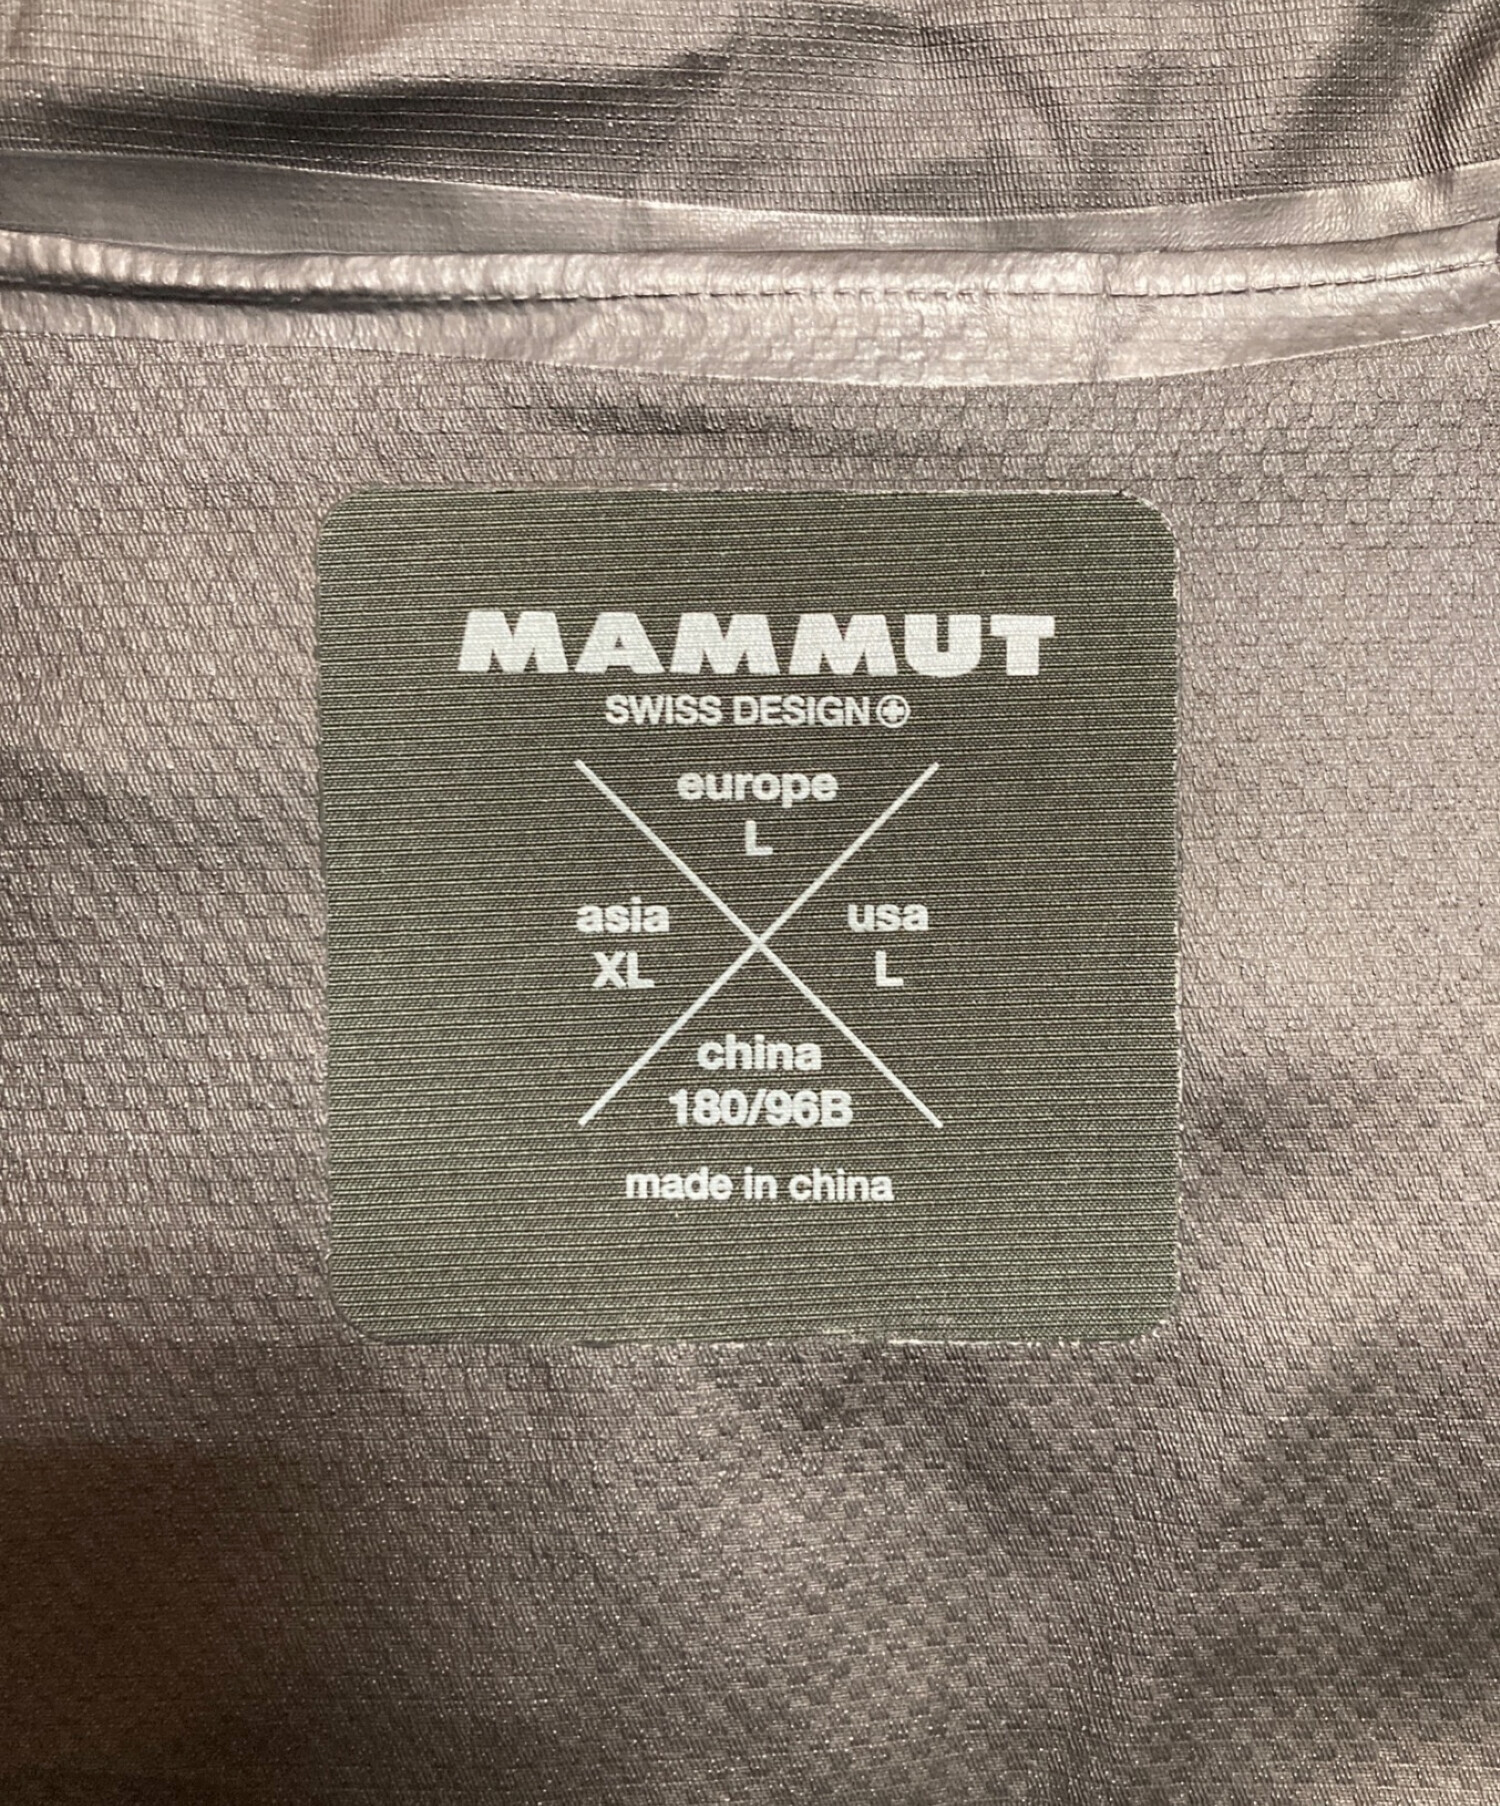 MAMMUT
SWISS DESIGN
europe
L
asia
XL
usa
L
china
180/96B
made in china